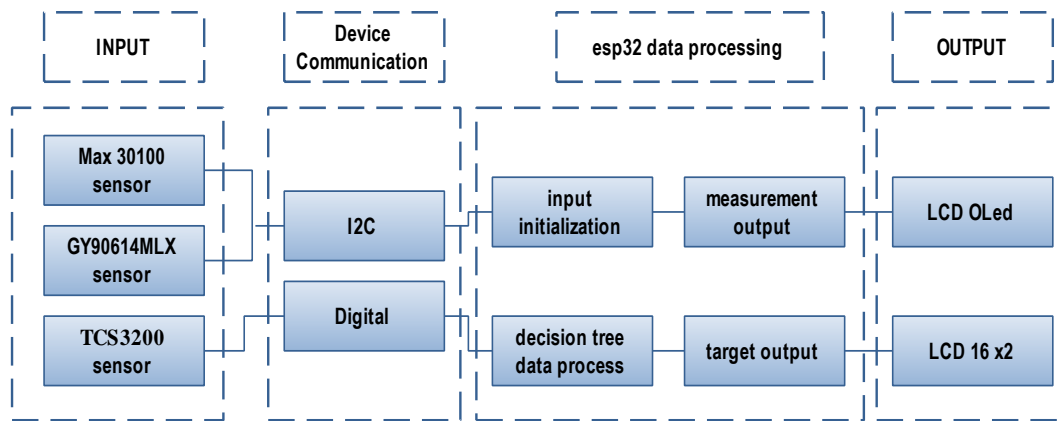 INPUT
Device
Communication
esp32 data processing
OUTPUT
Max 30100
sensor
GY90614MLX
sensor
TCS3200
sensor
I2C
Digital
input
initialization
measurement
output
decision tree
data process
target output
LCD OLed
LCD 16 x2